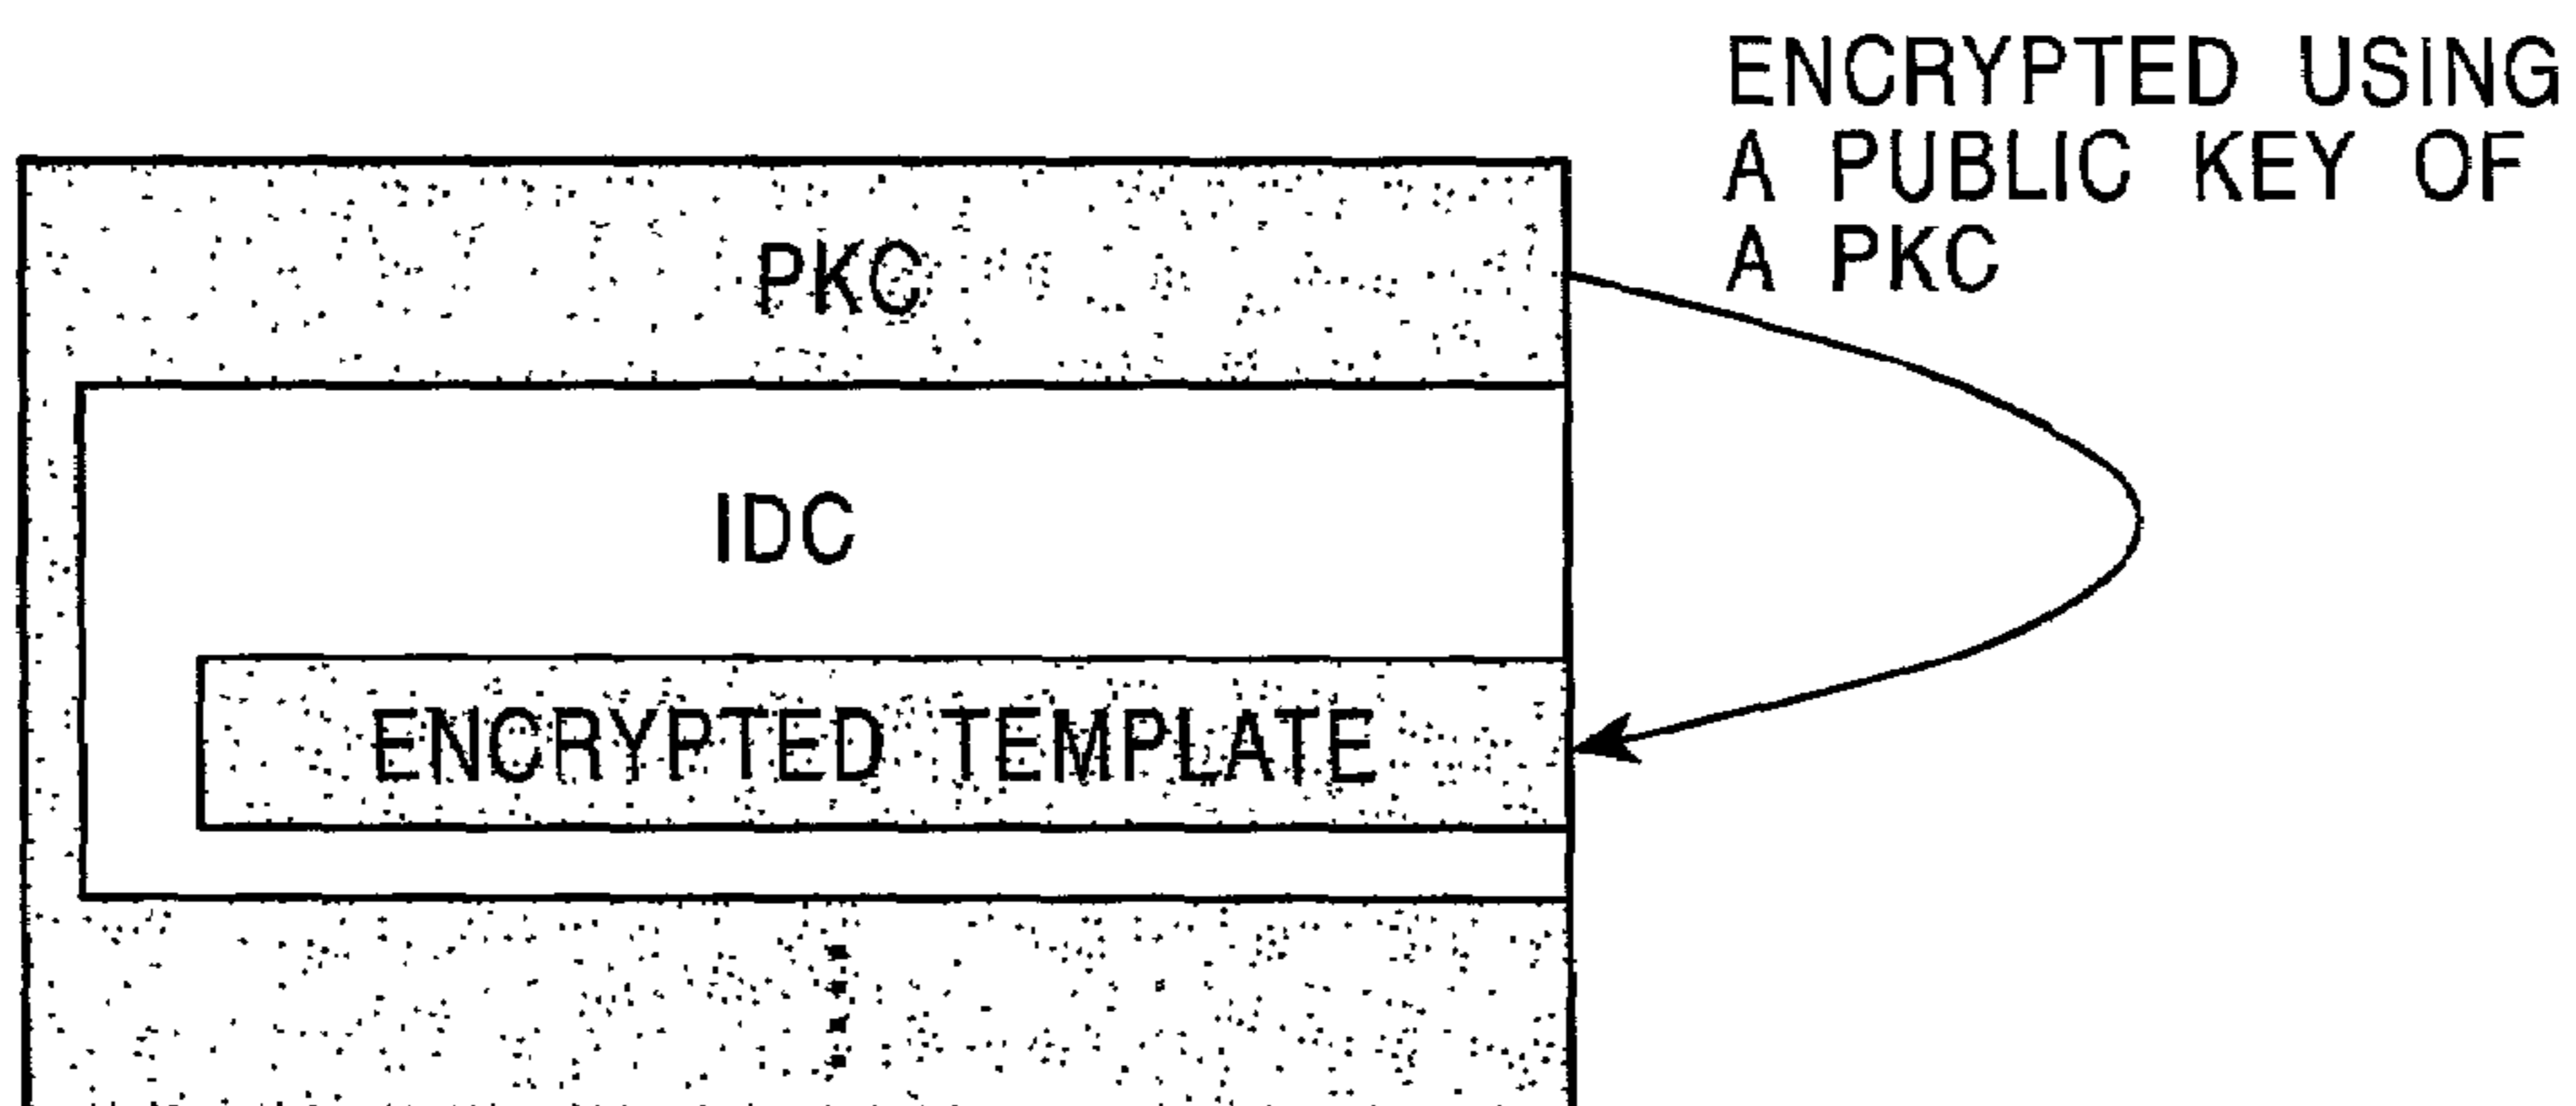 ENCRYPTED USING
A PUBLIC KEY OF
A PKC
PKC
IDC
ENCRYPTED TEMPLATE